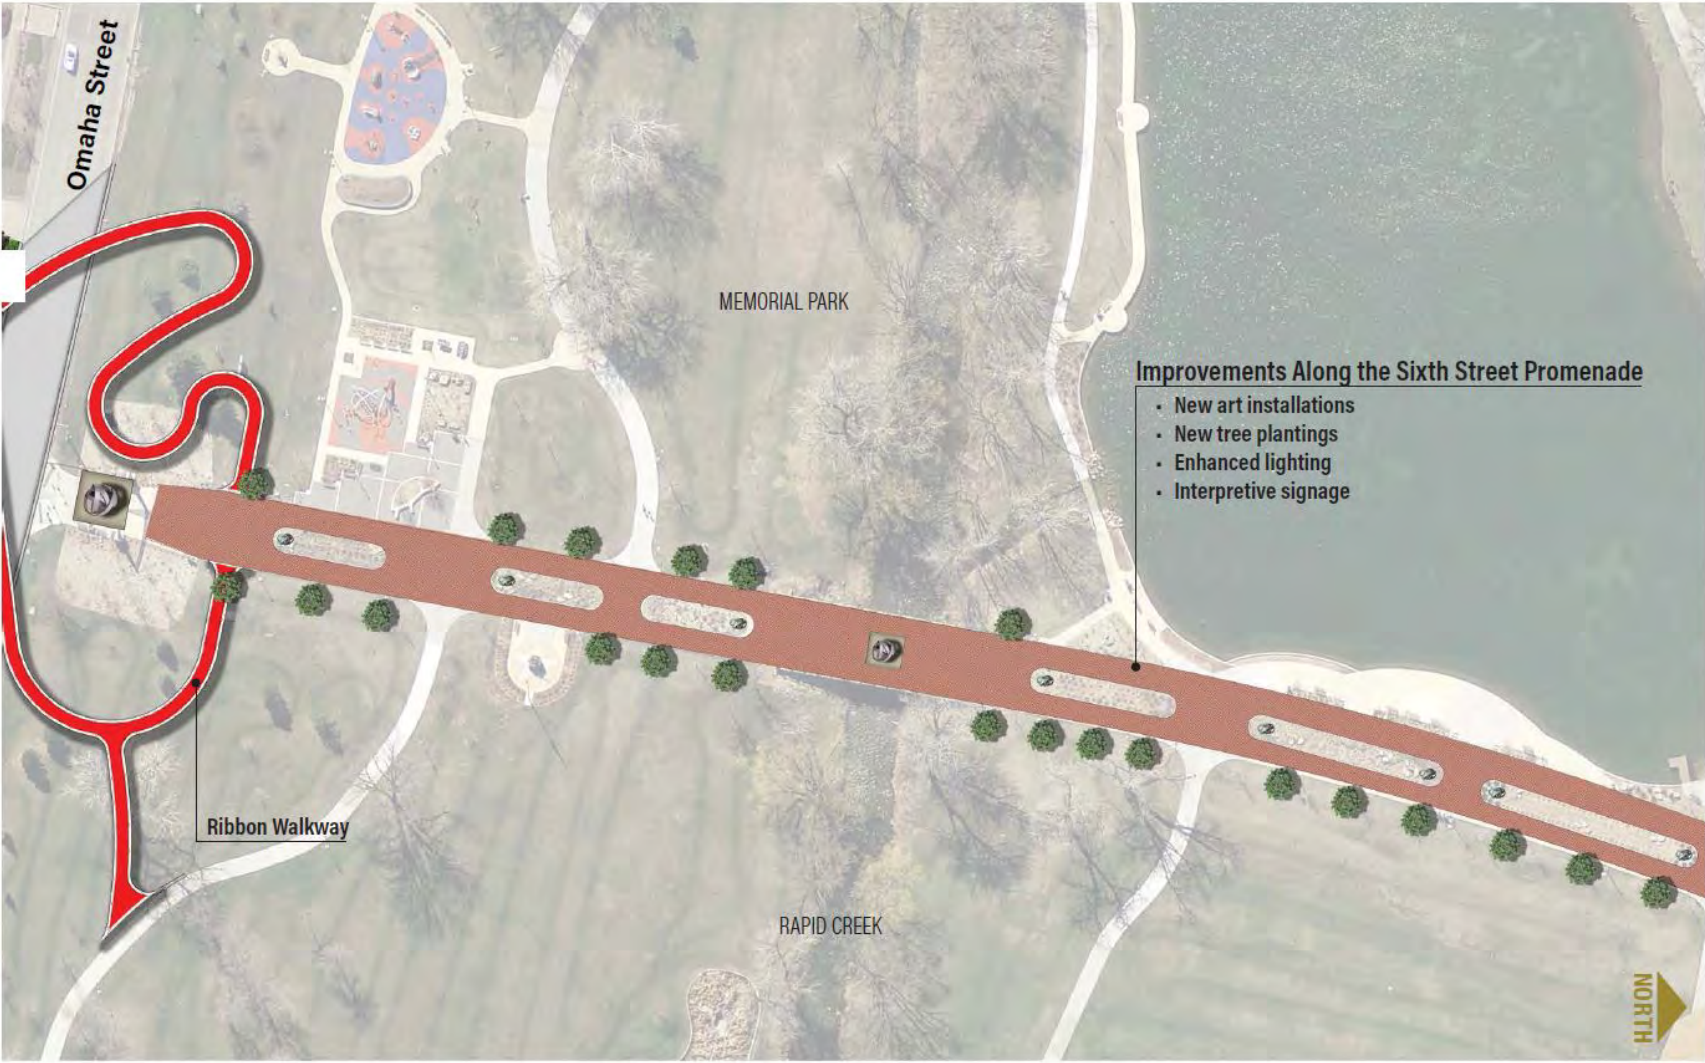 Omaha Street
MEMORIAL PARK
Improvements Along the Sixth Street Promenade
▪ New art installations
▪ New tree plantings
▪ Enhanced lighting
▪ Interpretive signage
Ribbon Walkway
RAPID CREEK
NORTH